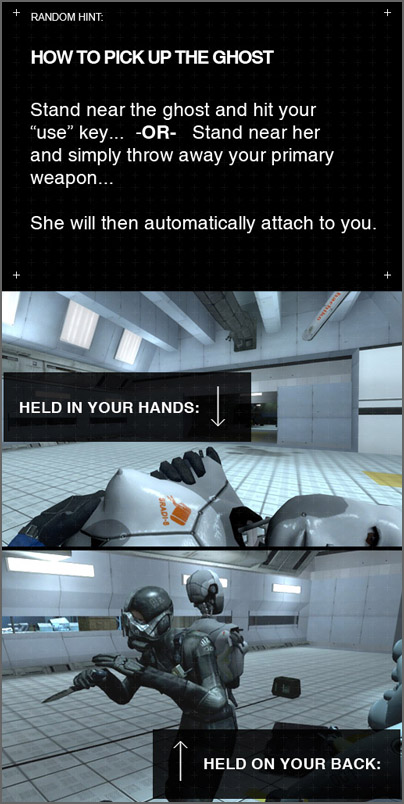 RANDOM HINT:
HOW TO PICK UP THE GHOST
Stand near the ghost and hit your
“use” key... -OR- Stand near her
and simply throw away your primary
weapon...
She will then automatically attach to you.
HELD IN YOUR HANDS:
HELD ON YOUR BACK: